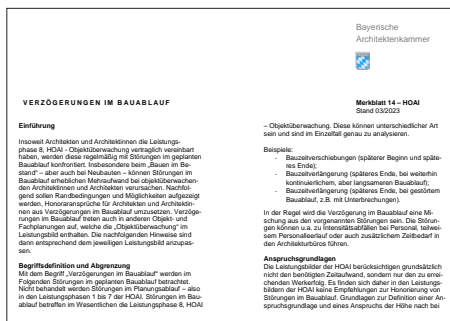 Bayerische
Architektenkammer
VERZÖGERUNGEN IM BAUABLAUF
Merkblatt 14 – HOAI
Stand 03/2023
Einführung
Insoweit Architekten und Architektinnen die Leistungs-
phase 8, HOAI - Objektüberwachung vertraglich vereinbart
haben, werden diese regelmäßig mit Störungen im geplanten
Bauablauf konfrontiert. Insbesondere beim „Bauen im Be-
stand“ – aber auch bei Neubauten – können Störungen im
Bauablauf erheblichen Mehraufwand bei objektüberwachen-
den Architektinnen und Architekten verursachen. Nachfol-
gend sollen Randbedingungen und Möglichkeiten aufgezeigt
werden, Honoraransprüche für Architekten und Architektin-
nen aus Verzögerungen im Bauablauf umzusetzen. Verzöge-
rungen im Bauablauf treten auch in anderen Objekt- und
Fachplanungen auf, welche die „Objektüberwachung“ im
Leistungsbild enthalten. Die nachfolgenden Hinweise sind
dann entsprechend dem jeweiligen Leistungsbild anzupas-
sen.
Begriffsdefinition und Abgrenzung
Mit dem Begriff „Verzögerungen im Bauablauf“ werden im
Folgenden Störungen im geplanten Bauablauf betrachtet.
Nicht behandelt werden Störungen im Planungsablauf – also
in den Leistungsphasen 1 bis 7 der HOAI. Störungen im Bau-
ablauf betreffen im Wesentlichen die Leistungsphase 8, HOAI
– Objektüberwachung. Diese können unterschiedlicher Art
sein und sind im Einzelfall genau zu analysieren.
Beispiele:
- Bauzeitverschiebungen (späterer Beginn und späte-
res Ende);
- Bauzeitverlängerung (späteres Ende, bei weiterhin
kontinuierlichem, aber langsameren Bauablauf);
- Bauzeitverlängerung (späteres Ende, bei gestörtem
Bauablauf, z.B. mit Unterbrechungen).
In der Regel wird die Verzögerung im Bauablauf eine Mi-
schung aus den vorgenannten Störungen sein. Die Störun-
gen können u.a. zu Intensitätsabfällen bei Personal, teilwei-
sem Personalleerlauf oder auch zusätzlichem Zeitbedarf in
den Architekturbüros führen.
Anspruchsgrundlagen
Die Leistungsbilder der HOAI berücksichtigen grundsätzlich
nicht den benötigten Zeitaufwand, sondern nur den zu errei-
chenden Werkerfolg. Es finden sich daher in den Leistungs-
bildern der HOAI keine Empfehlungen zur Honorierung von
Störungen im Bauablauf. Grundlagen zur Definition einer An-
spruchsgrundlage und eines Anspruchs der Höhe nach bei